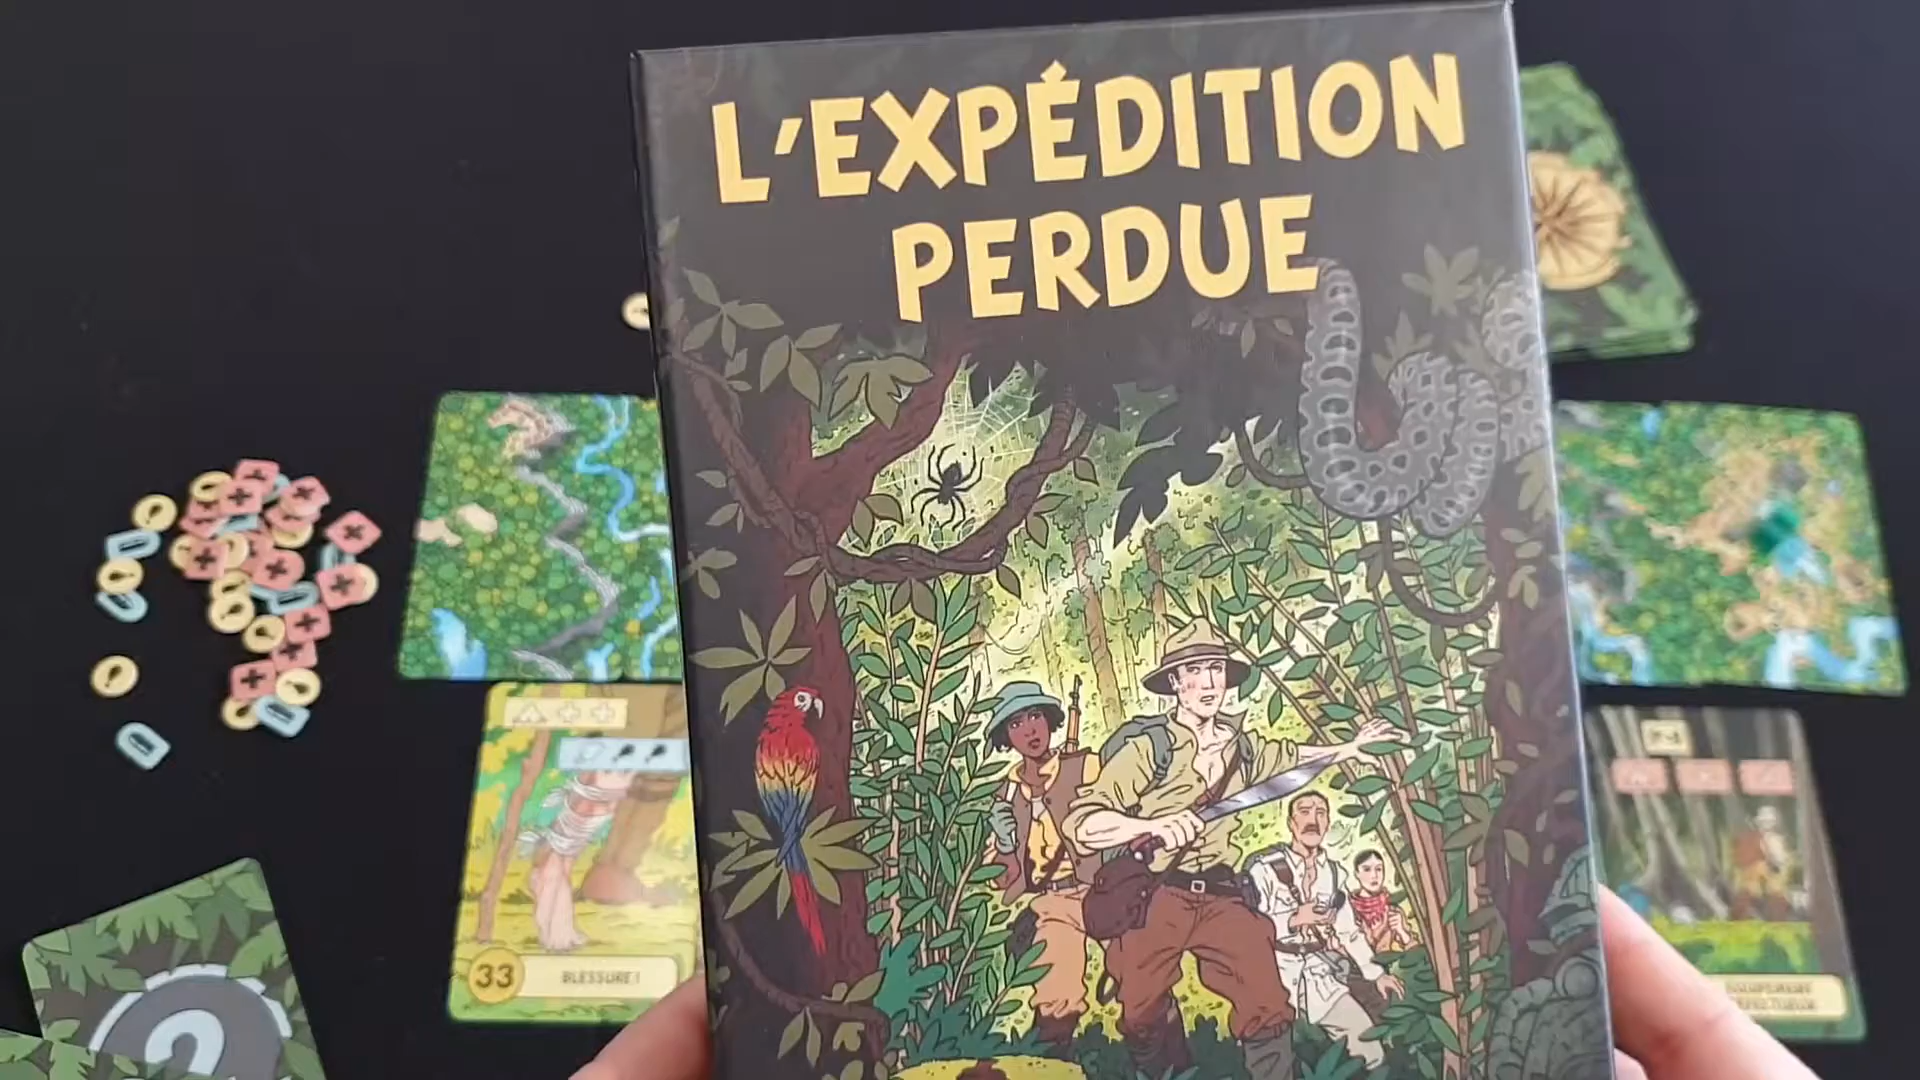 L'EXPÉDITION
PERDUE
33
BLESSURE !
?